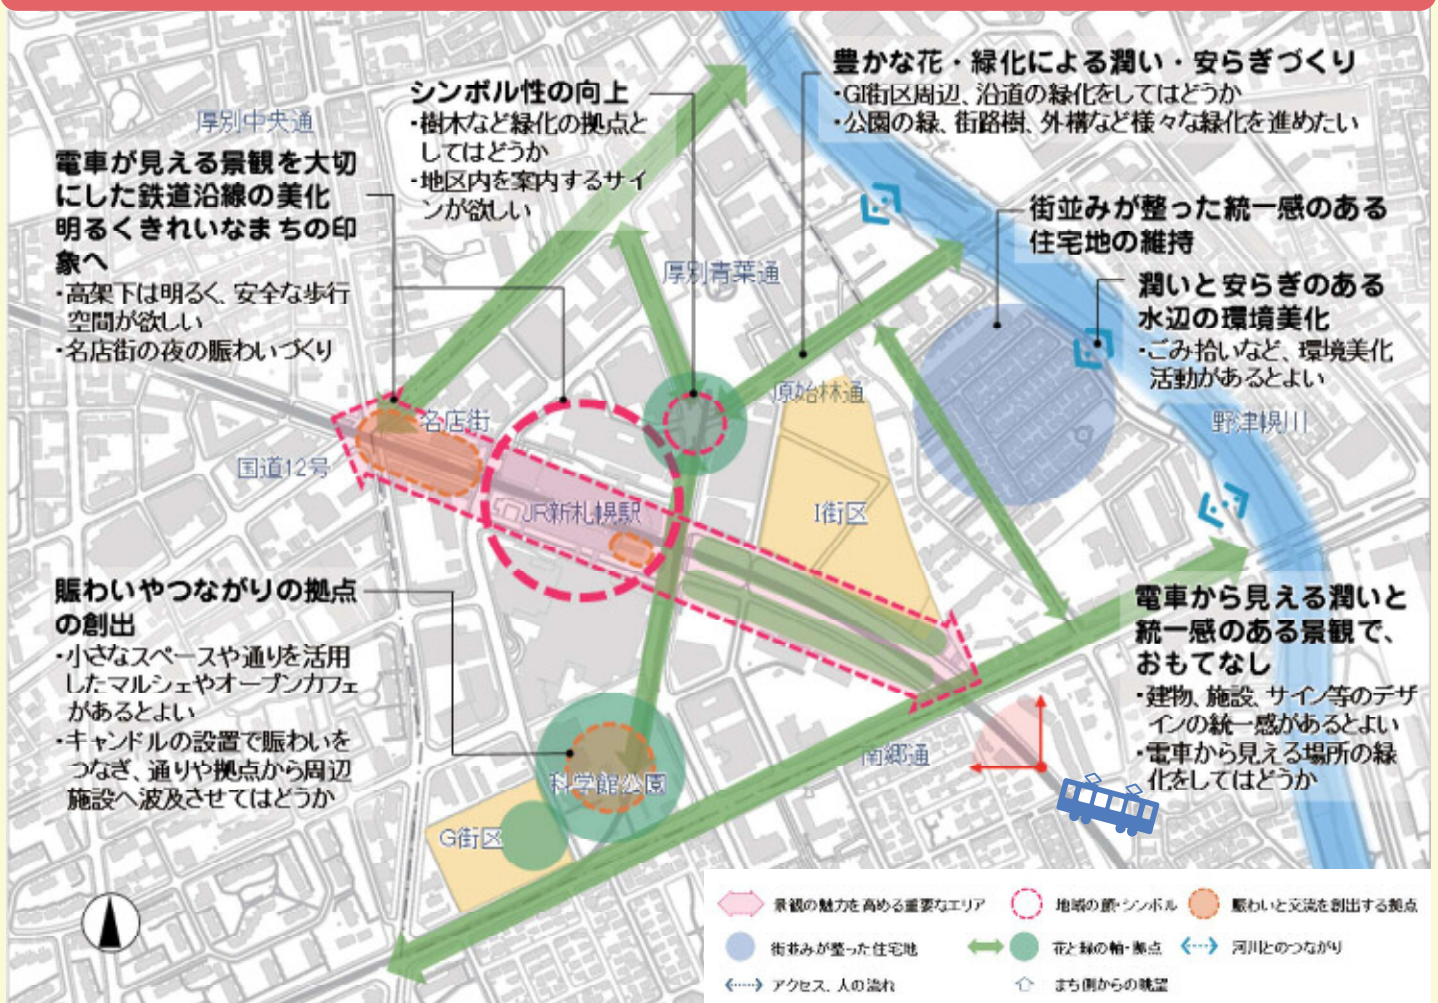 豊かな花・緑化による潤い・安らぎづくり
・GI街区周辺、沿道の緑化をしてはどうか
・公園の緑、街路樹、外構など様々な緑化を進めたい
シンボル性の向上
・樹木など緑化の拠点と
してはどうか
・地区内を案内するサイ
ンが欲しい
厚別中央通
電車が見える景観を大切
にした鉄道沿線の美化
明るくきれいなまちの印
象へ
・高架下は明るく、安全な歩行
空間が欲しい
・名店街の夜の賑わいづくり
街並みが整った統一感のある
住宅地の維持
潤いと安らぎのある
水辺の環境美化
・ごみ拾いなど、環境美化
活動があるとよい
厚別青葉通
原始林通
名店街
国道12号
野津幌川
JR新札幌駅
I街区
賑わいやつながりの拠点
の創出
・小さなスペースや通りを活用
したマルシェやオープンカフェ
があるとよい
・キャンドルの設置で賑わいを
つなぎ、通りや拠点から周辺
施設へ波及させてはどうか
電車から見える潤いと
統一感のある景観で、
おもてなし
・建物、施設、サイン等のデザ
インの統一感があるとよい
・電車から見える場所の緑
化をしてはどうか
南郷通
科学館公園
G街区
景観の魅力を高める重要なエリア
地域の顔・シンボル
賑わいと交流を創出する拠点
街並みが整った住宅地
花と緑の軸・拠点
河川とのつながり
アクセス、人の流れ
まち側からの眺望